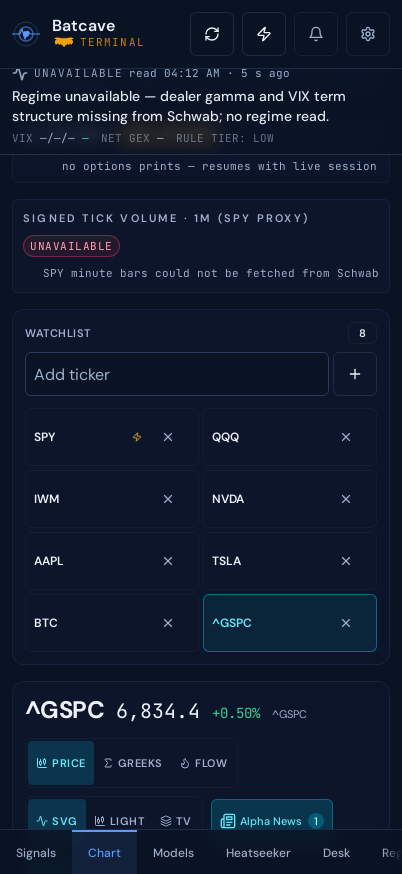 Batcave
TERMINAL
UNAVAILABLE read 04:12 AM · 5 s ago
Regime unavailable — dealer gamma and VIX term
structure missing from Schwab; no regime read.
VIX —/—/— — NET GEX — RULE TIER: LOW
no options prints — resumes with live session
SIGNED TICK VOLUME · 1M (SPY PROXY)
UNAVAILABLE
SPY minute bars could not be fetched from Schwab
WATCHLIST 8
Add ticker +
SPY × QQQ ×
IWM × NVDA ×
AAPL × TSLA ×
BTC × ^GSPC ×
^GSPC 6,834.4 +0.50% ^GSPC
PRICE GREEKS FLOW
SVG LIGHT TV Alpha News 1
Signals Chart Models Heatseeker Desk